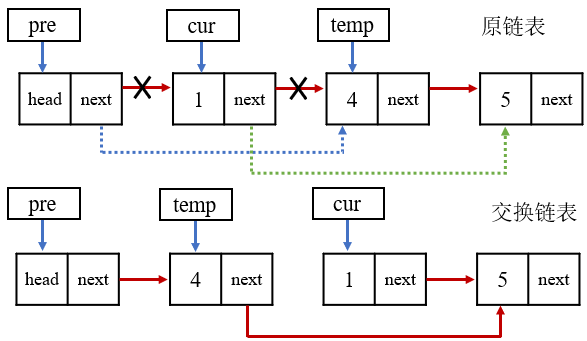 pre cur temp 原链表
head next 1 next 4 next 5 next
pre temp cur 交换链表
head next 4 next 1 next 5 next